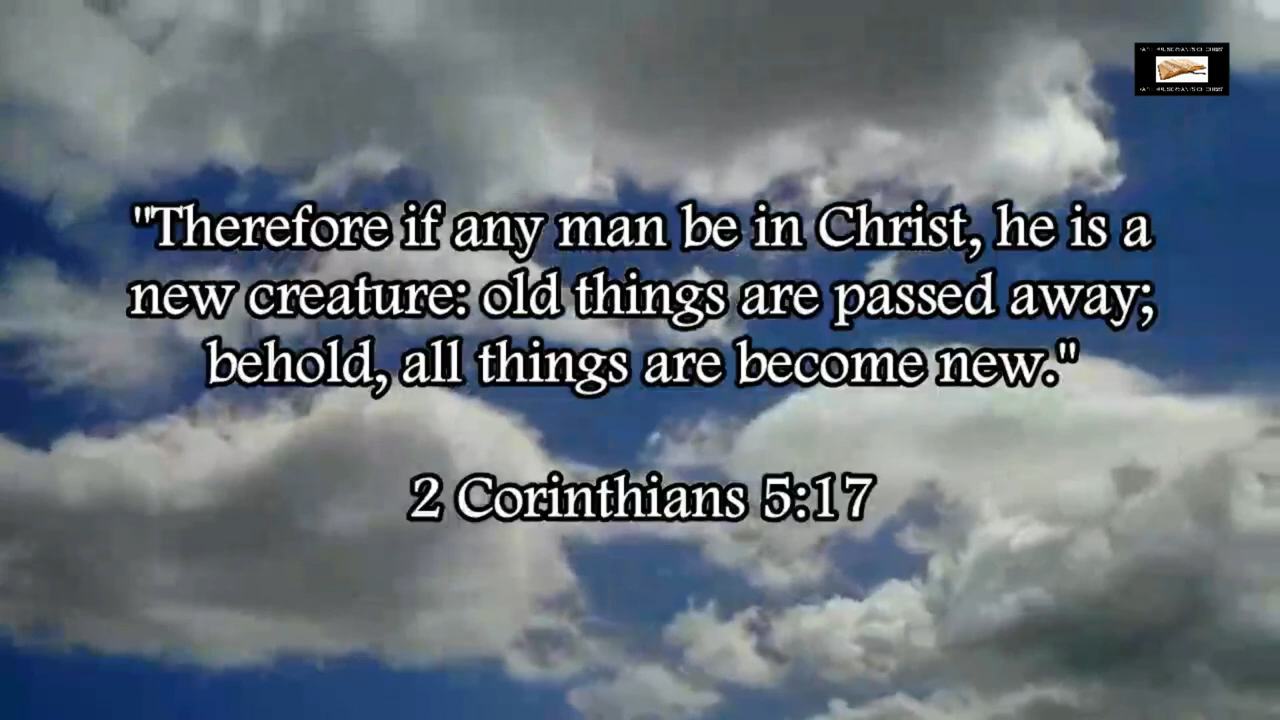 "Therefore if any man be in Christ, he is a
new creature: old things are passed away;
behold, all things are become new."
2 Corinthians 5:17